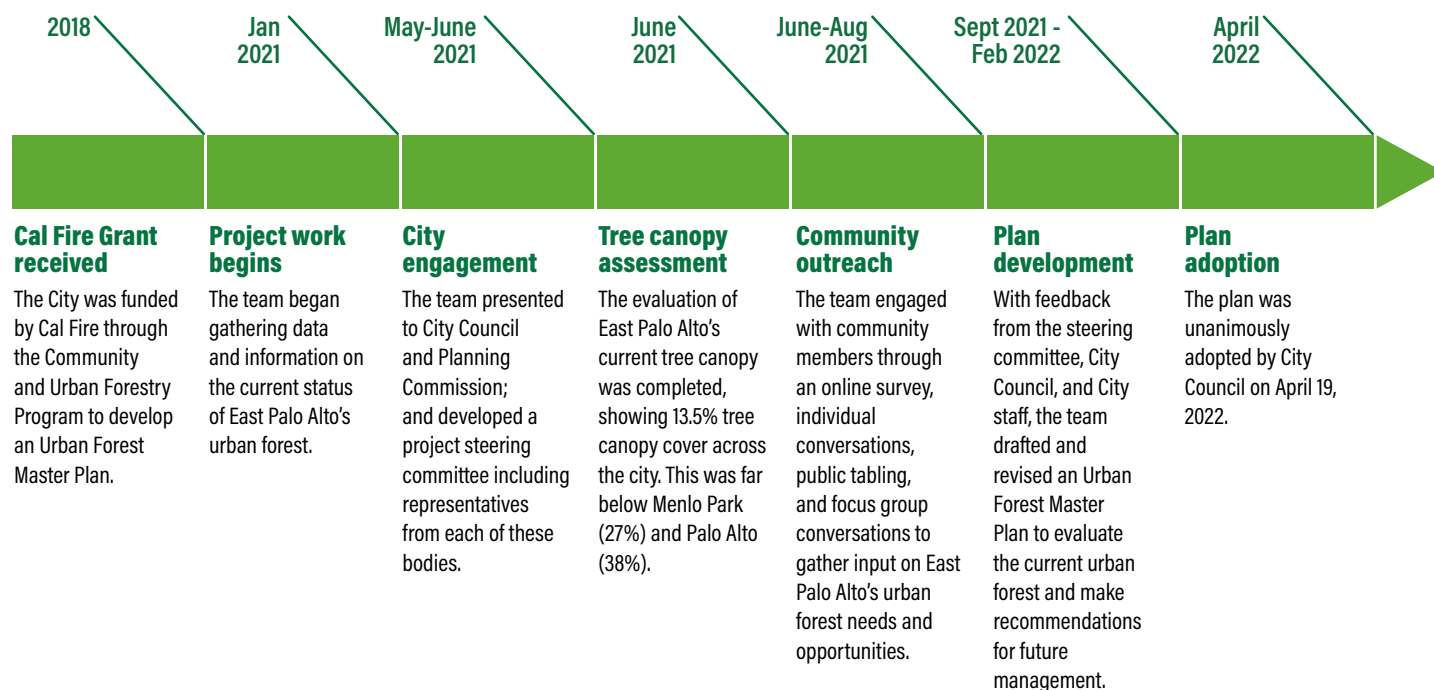 2018
Jan
2021
May-June
2021
June
2021
June-Aug
2021
Sept 2021 -
Feb 2022
April
2022
Cal Fire Grant
received
The City was funded
by Cal Fire through
the Community
and Urban Forestry
Program to develop
an Urban Forest
Master Plan.
Project work
begins
The team began
gathering data
and information on
the current status
of East Palo Alto’s
urban forest.
City
engagement
The team presented
to City Council
and Planning
Commission;
and developed a
project steering
committee including
representatives
from each of these
bodies.
Tree canopy
assessment
The evaluation of
East Palo Alto’s
current tree canopy
was completed,
showing 13.5% tree
canopy cover across
the city. This was far
below Menlo Park
(27%) and Palo Alto
(38%).
Community
outreach
The team engaged
with community
members through
an online survey,
individual
conversations,
public tabling,
and focus group
conversations to
gather input on East
Palo Alto’s urban
forest needs and
opportunities.
Plan
development
With feedback
from the steering
committee, City
Council, and City
staff, the team
drafted and
revised an Urban
Forest Master
Plan to evaluate
the current urban
forest and make
recommendations
for future
management.
Plan
adoption
The plan was
unanimously
adopted by City
Council on April 19,
2022.